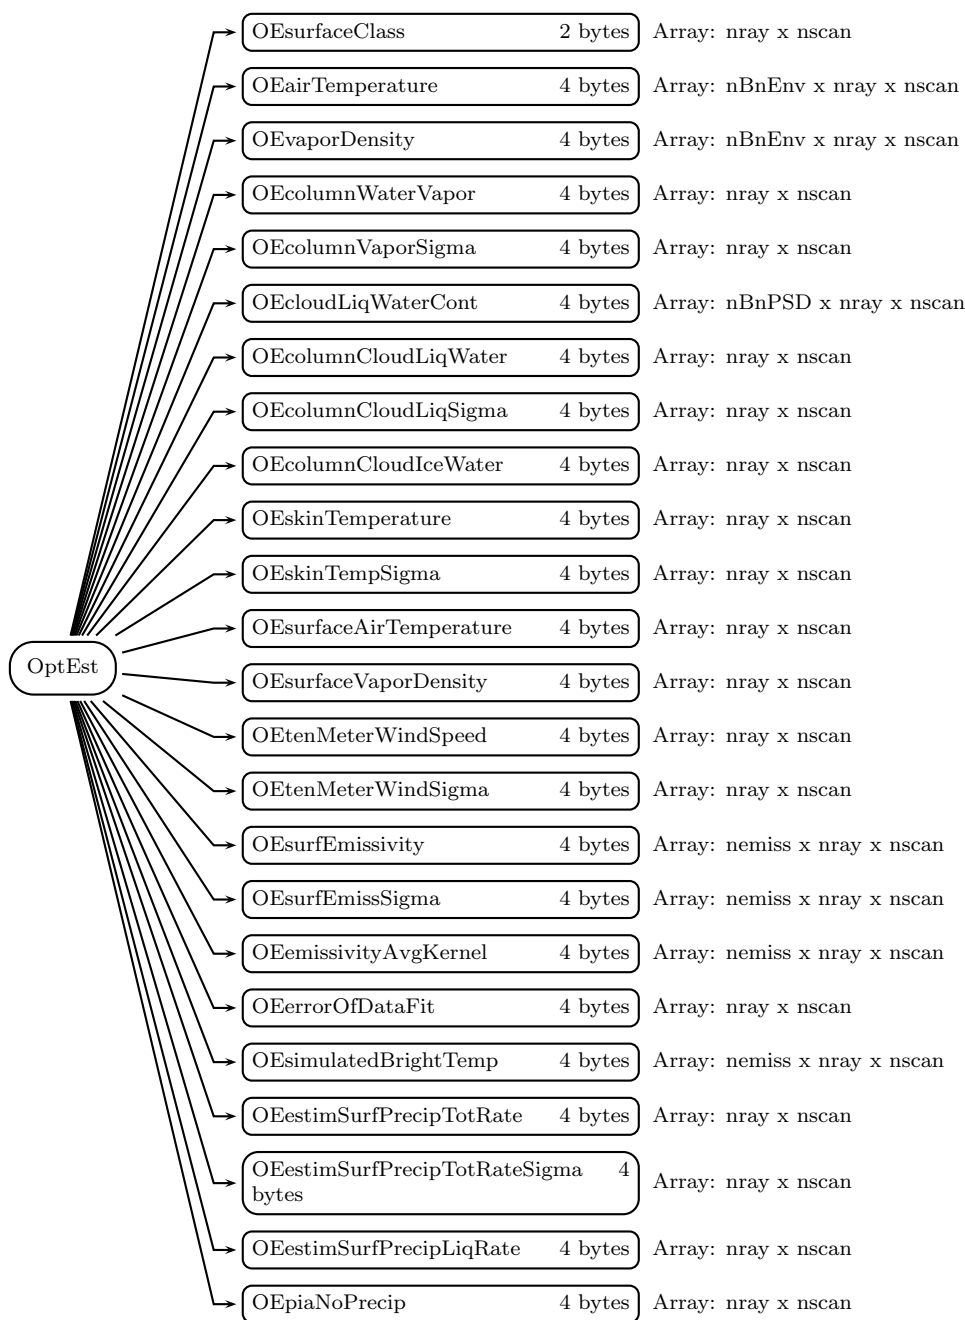 OEsurfaceClass 2 bytes Array: nray x nscan
OEairTemperature 4 bytes Array: nBnEnv x nray x nscan
OEvaporDensity 4 bytes Array: nBnEnv x nray x nscan
OEcolumnWaterVapor 4 bytes Array: nray x nscan
OEcolumnVaporSigma 4 bytes Array: nray x nscan
OEcloudLiqWaterCont 4 bytes Array: nBnPSD x nray x nscan
OEcolumnCloudLiqWater 4 bytes Array: nray x nscan
OEcolumnCloudLiqSigma 4 bytes Array: nray x nscan
OEcolumnCloudIceWater 4 bytes Array: nray x nscan
OEskinTemperature 4 bytes Array: nray x nscan
OEskinTempSigma 4 bytes Array: nray x nscan
OEsurfaceAirTemperature 4 bytes Array: nray x nscan
OptEst
OEsurfaceVaporDensity 4 bytes Array: nray x nscan
OEtenMeterWindSpeed 4 bytes Array: nray x nscan
OEtenMeterWindSigma 4 bytes Array: nray x nscan
OEsurfEmissivity 4 bytes Array: nemiss x nray x nscan
OEsurfEmissSigma 4 bytes Array: nemiss x nray x nscan
OEemissivityAvgKernel 4 bytes Array: nemiss x nray x nscan
OEerrorOfDataFit 4 bytes Array: nray x nscan
OEsimulatedBrightTemp 4 bytes Array: nemiss x nray x nscan
OEestimSurfPrecipTotRate 4 bytes Array: nray x nscan
OEestimSurfPrecipTotRateSigma 4
bytes
Array: nray x nscan
OEestimSurfPrecipLiqRate 4 bytes Array: nray x nscan
OEpiaNoPrecip 4 bytes Array: nray x nscan